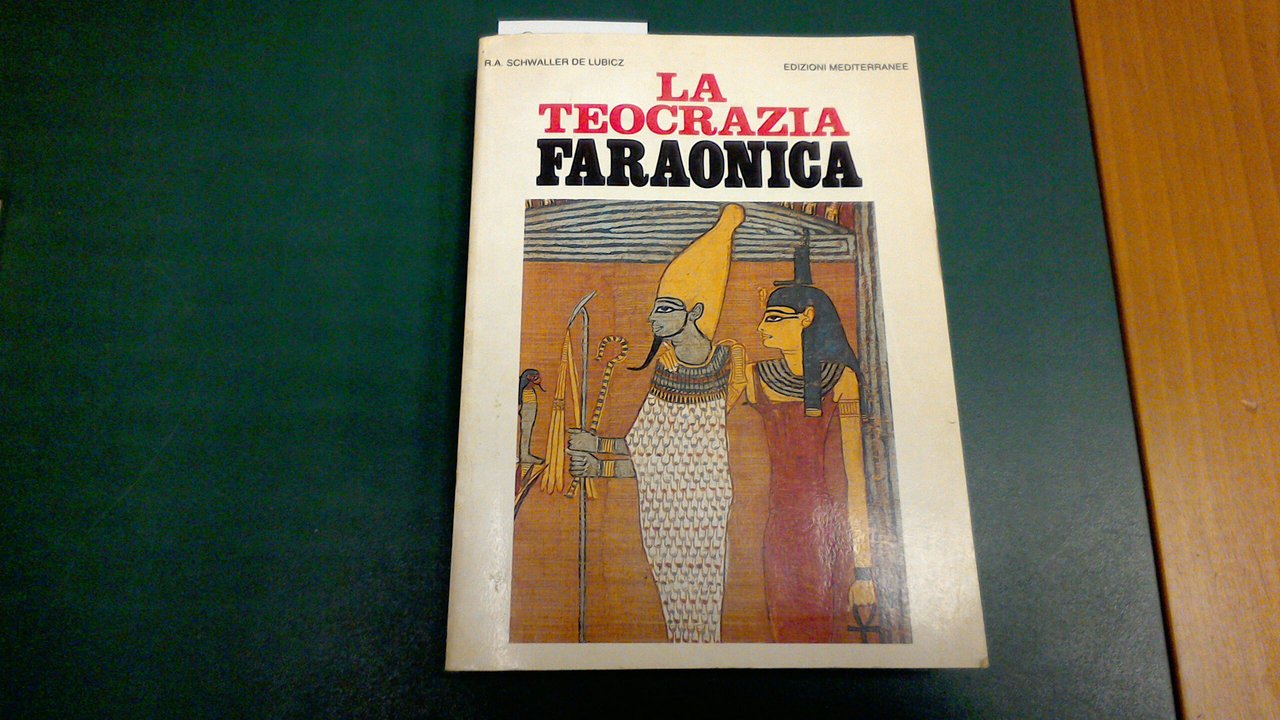 R.A. SCHWALLER DE LUBICZ
EDIZIONI MEDITERRANEE
LA
TEOCRAZIA
FARAONICA